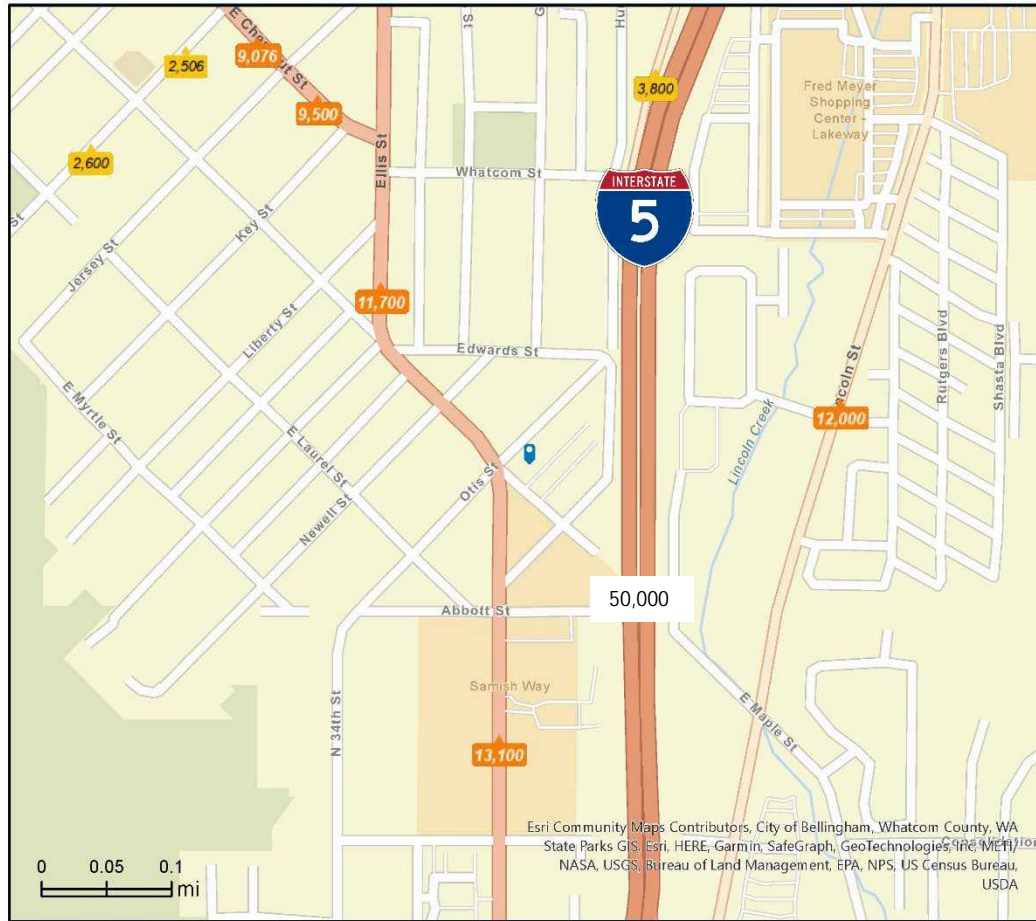 E Chestnut St
9,076
2,506
9,500
2,600
St
St
Ellis St
Whatcom St
3,800
Fred Meyer
Shopping
Center -
Lakeway
INTERSTATE
5
Key St
Jersey St
11,700
Liberty St
Edwards St
Lincoln St
Rutgers Blvd
Shasta Blvd
12,000
Lincoln Creek
E Myrtle St
E Laurel St
Otis St
Newell St
50,000
Abbott St
Samish Way
N 34th St
E Maple St
13,100
Esri Community Maps Contributors, City of Bellingham, Whatcom County, WA
State Parks GIS, Esri, HERE, Garmin, SafeGraph, GeoTechnologies, Inc, METI/
NASA, USGS, Bureau of Land Management, EPA, NPS, US Census Bureau,
USDA
Consolidation
0 0.05 0.1
mi